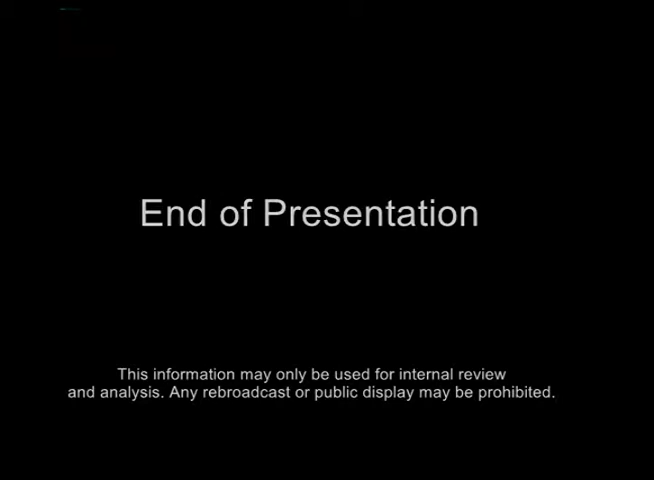 End of Presentation
This information may only be used for internal review
and analysis. Any rebroadcast or public display may be prohibited.